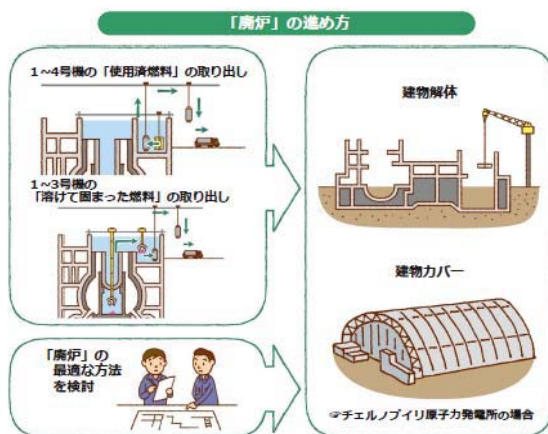 「廃炉」の進め方
1~4号機の「使用済燃料」の取り出し
1~3号機の
「溶けて固まった燃料」の取り出し
「廃炉」の
最適な方法
を検討
建物解体
建物カバー
☞チェルノブイリ原子力発電所の場合